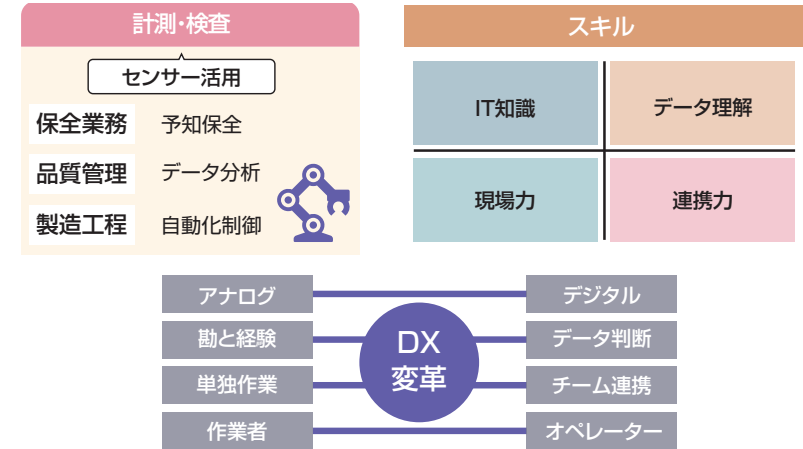 計測・検査
センサー活用
保全業務 予知保全
品質管理 データ分析
製造工程 自動化制御
スキル
IT知識 データ理解
現場力 連携力
アナログ デジタル
勘と経験 データ判断
単独作業 チーム連携
作業者 オペレーター
DX
変革